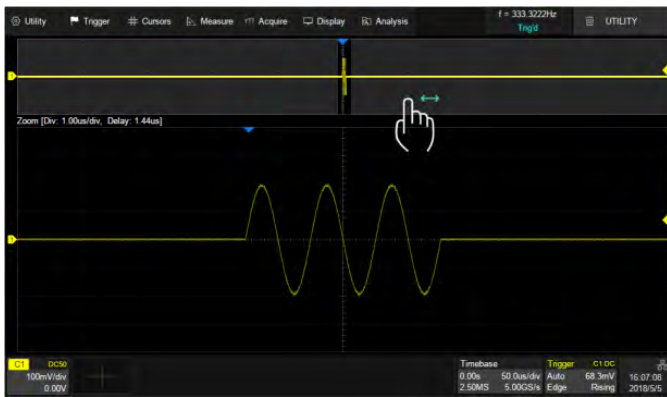 Utility Trigger Cursors Measure Acquire Display Analysis f = 333.3222Hz UTILITY
Trig'd
Zoom [Div: 1.00us/div, Delay: 1.44us]
C1 DC50 Timebase Trigger C1 DC
100mV/div 0.00s 50.0us/div Auto 68.3mV 16:07:08
0.00V 2.50MS 5.00GS/s Edge Rising 2018/5/5